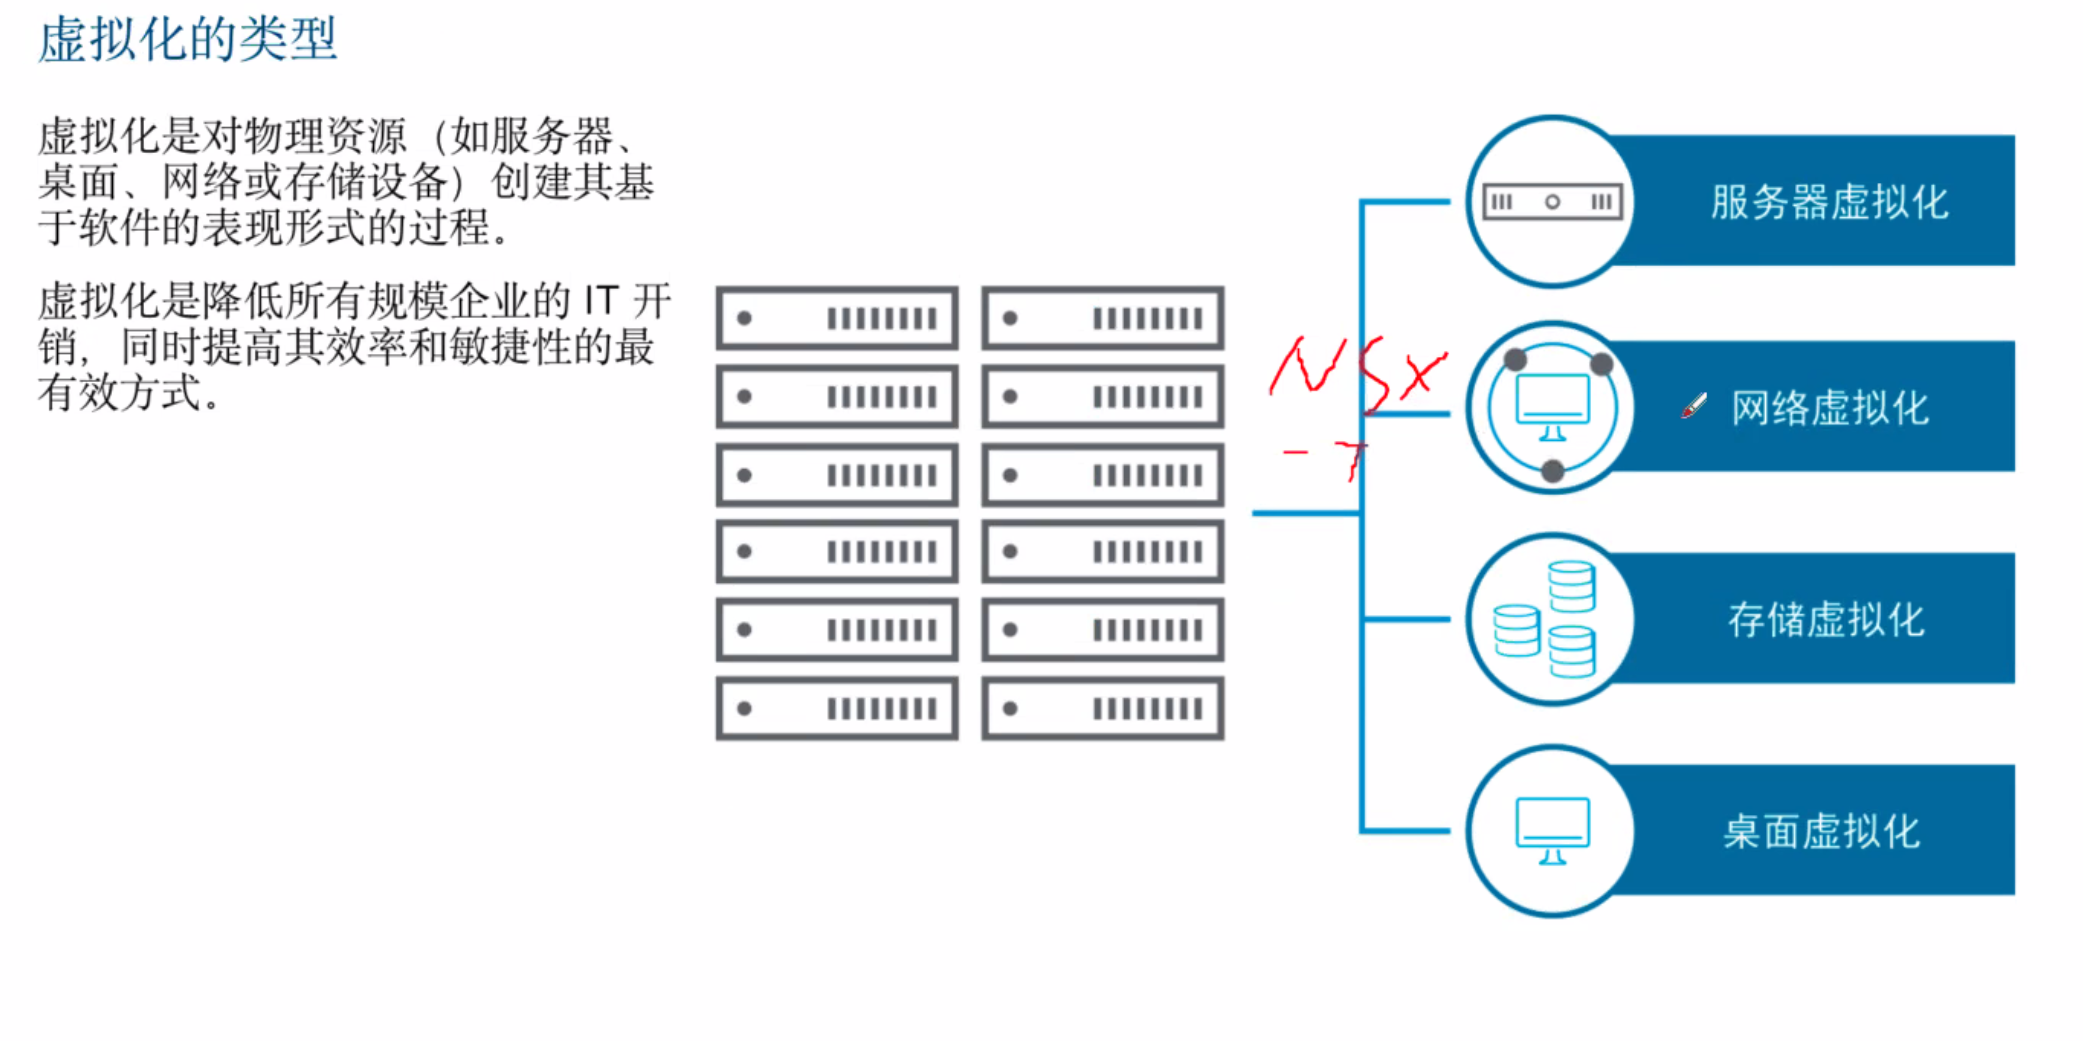 虚拟化的类型
虚拟化是对物理资源（如服务器、
桌面、网络或存储设备）创建其基
于软件的表现形式的过程。
虚拟化是降低所有规模企业的 IT 开
销，同时提高其效率和敏捷性的最
有效方式。
NSX
-T
服务器虚拟化
网络虚拟化
存储虚拟化
桌面虚拟化